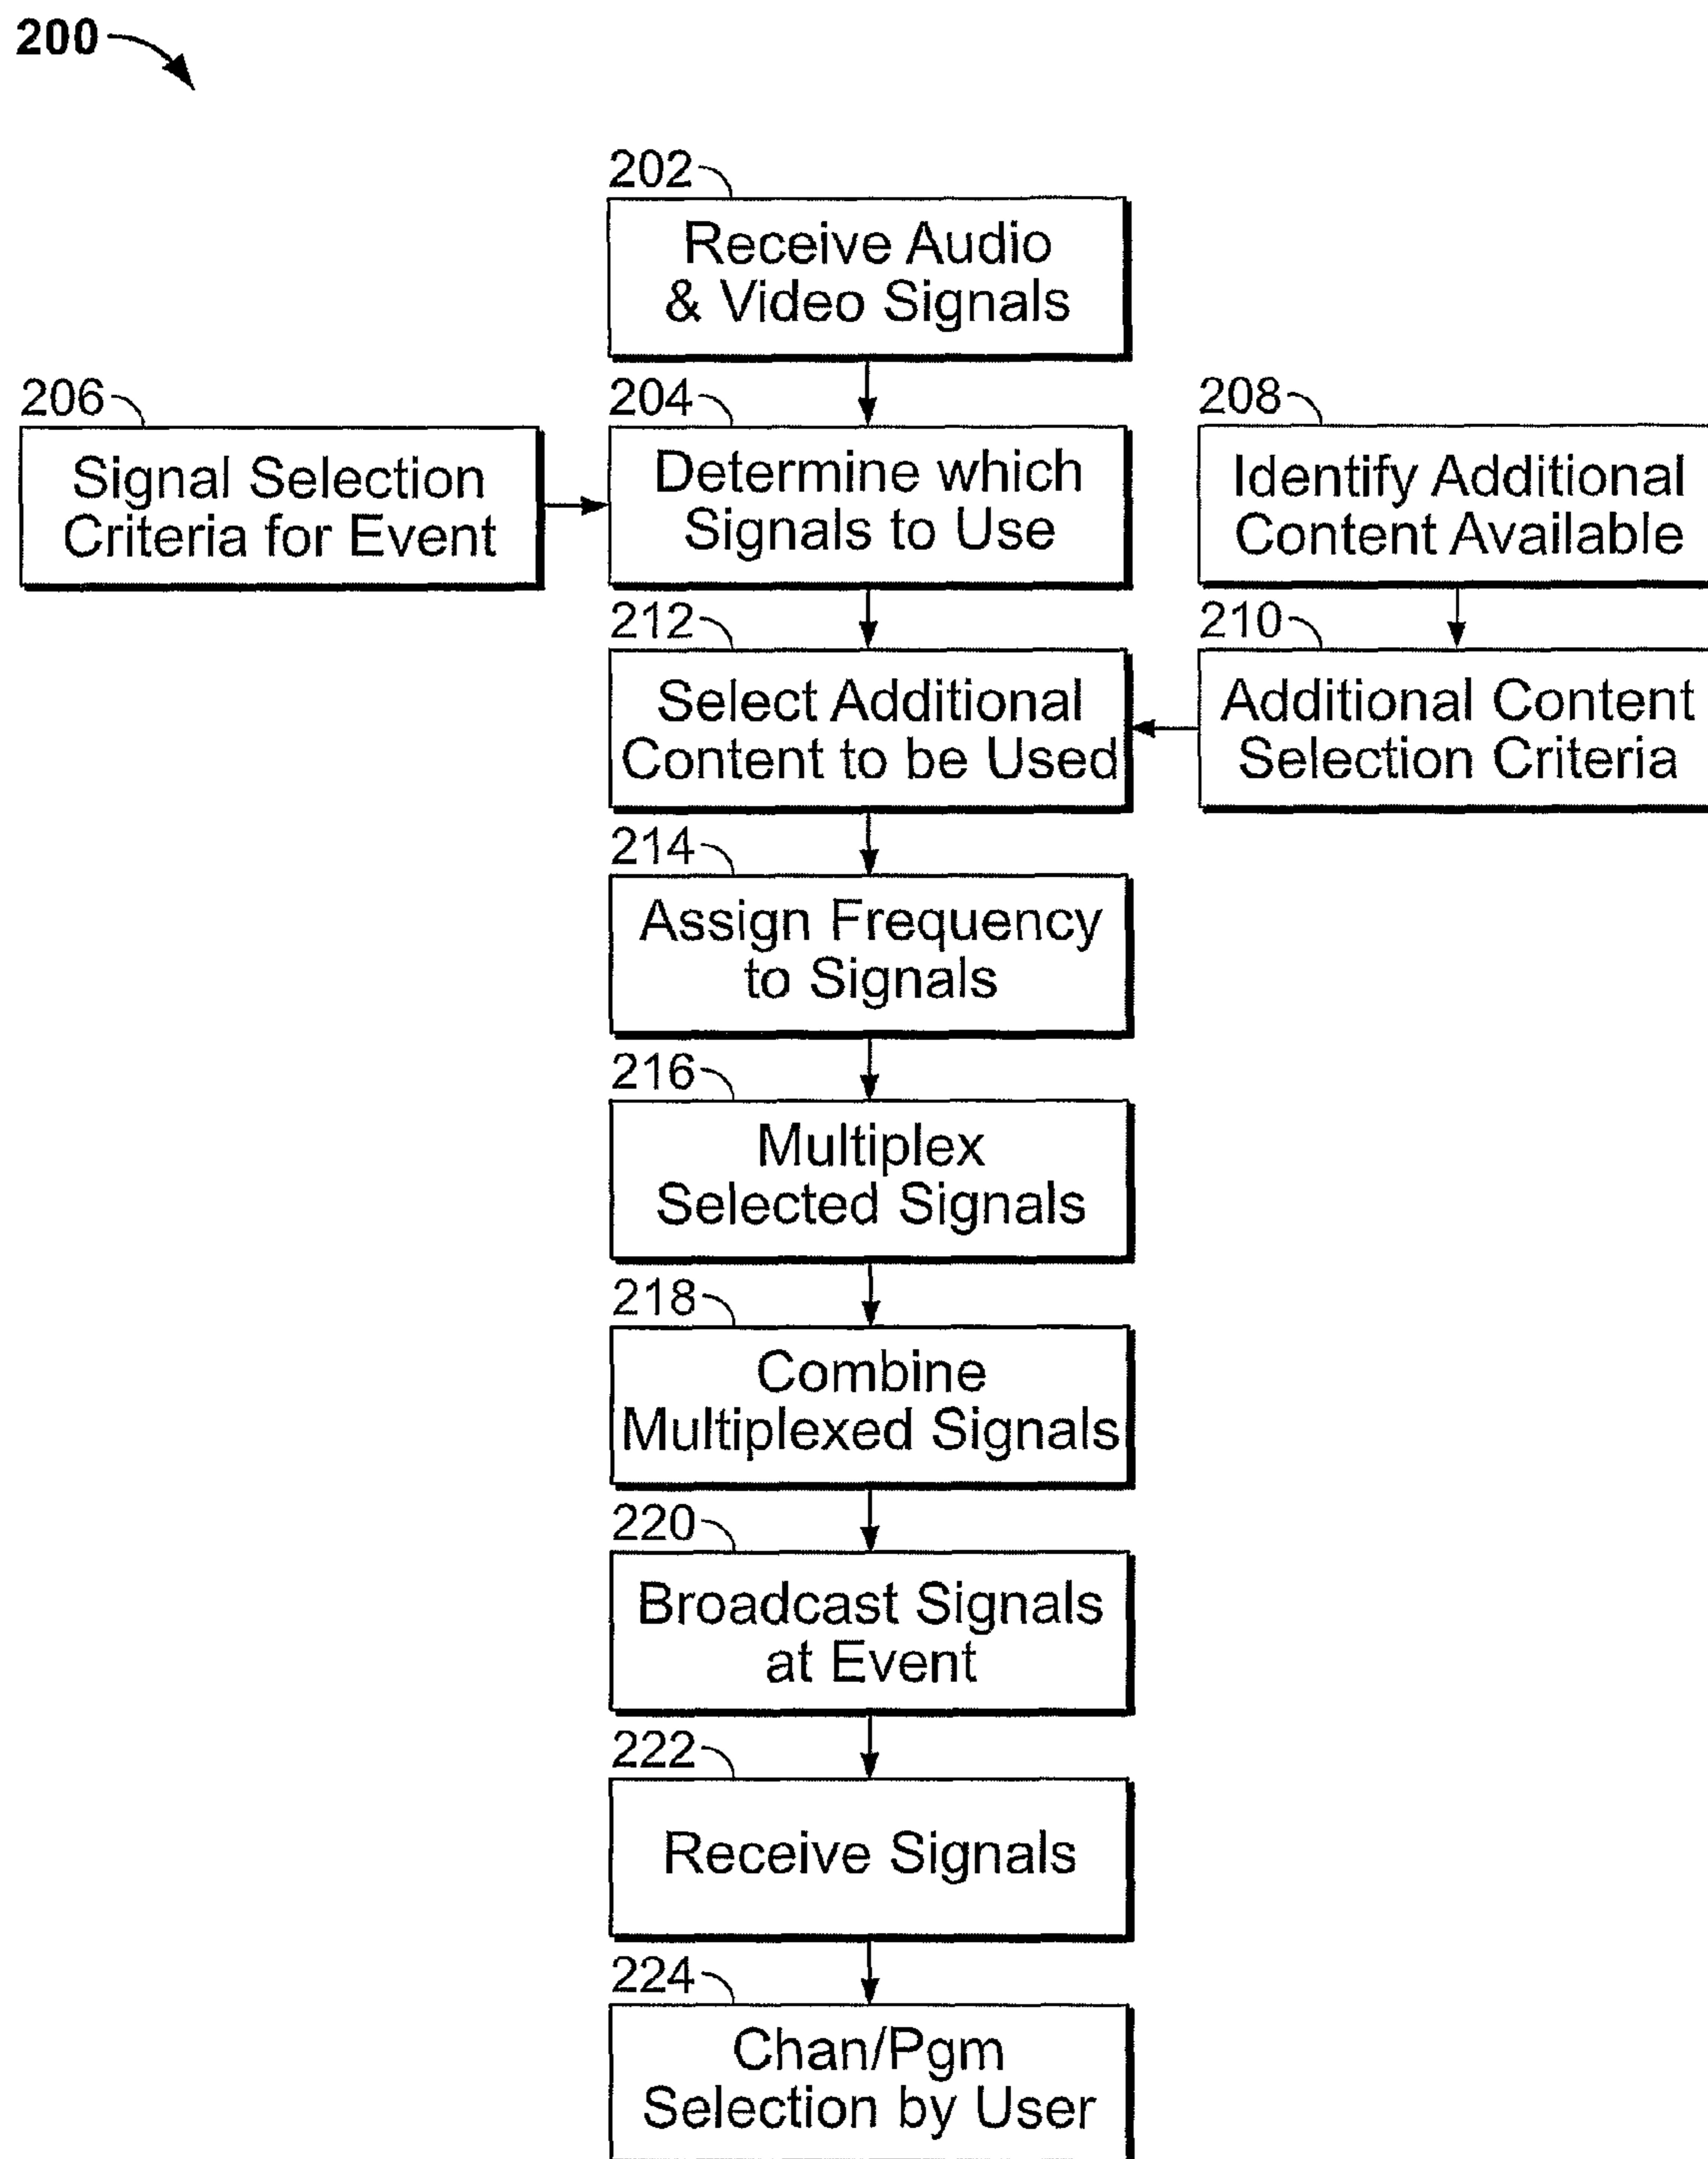 200
202
Receive Audio
& Video Signals
206
Signal Selection
Criteria for Event
204
Determine which
Signals to Use
208
Identify Additional
Content Available
212
Select Additional
Content to be Used
210
Additional Content
Selection Criteria
214
Assign Frequency
to Signals
216
Multiplex
Selected Signals
218
Combine
Multiplexed Signals
220
Broadcast Signals
at Event
222
Receive Signals
224
Chan/Pgm
Selection by User